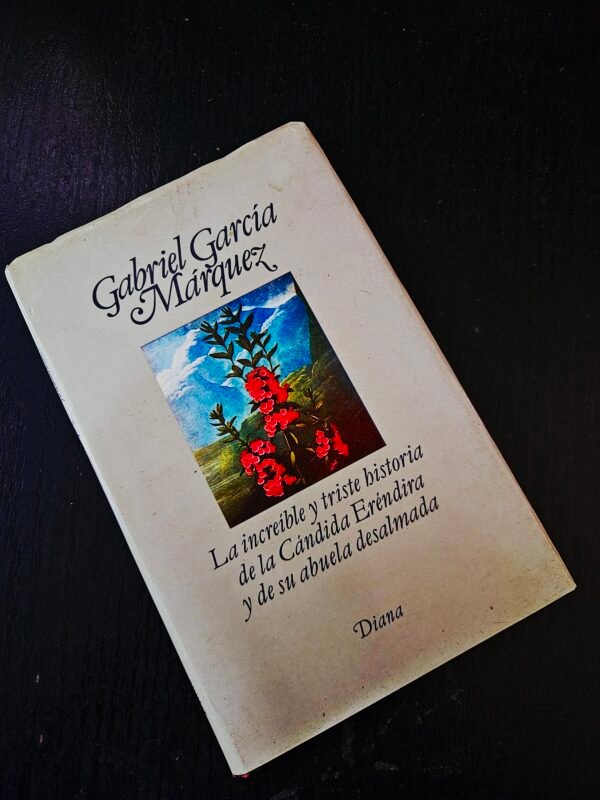 Gabriel García
Márquez
La increíble y triste historia
de la Cándida Eréndira
y de su abuela desalmada
Diana